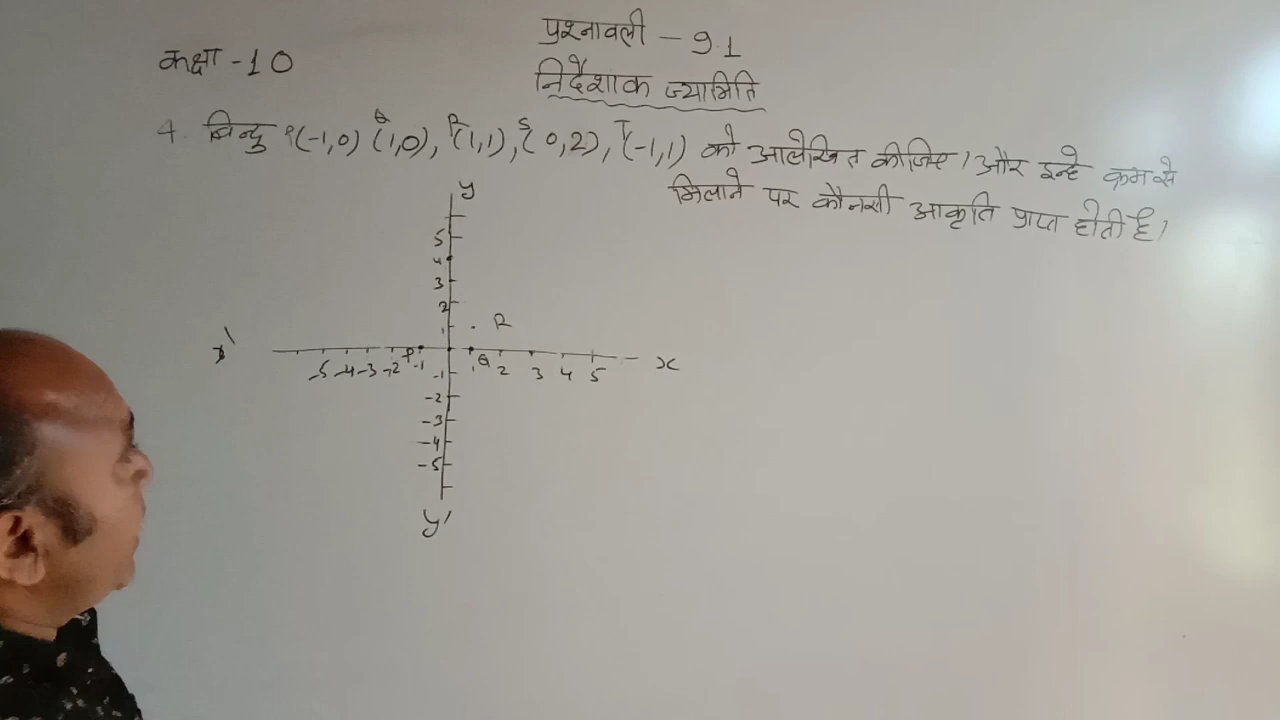 प्रश्नावली - 9.1
कक्षा - 10
निर्देशाक ज्यामिति
4. बिन्दु P(-1,0) Q(1,0), R(1,1), S(0,2), T(-1,1) को आलेखित कीजिए। और इन्हे क्रम से
मिलाने पर कौनसी आकृति प्राप्त होती है।
y
5
4
3
2
1 R
x' P Q x
-5 -4 -3 -2 -1 1 2 3 4 5
-1
-2
-3
-4
-5
y'